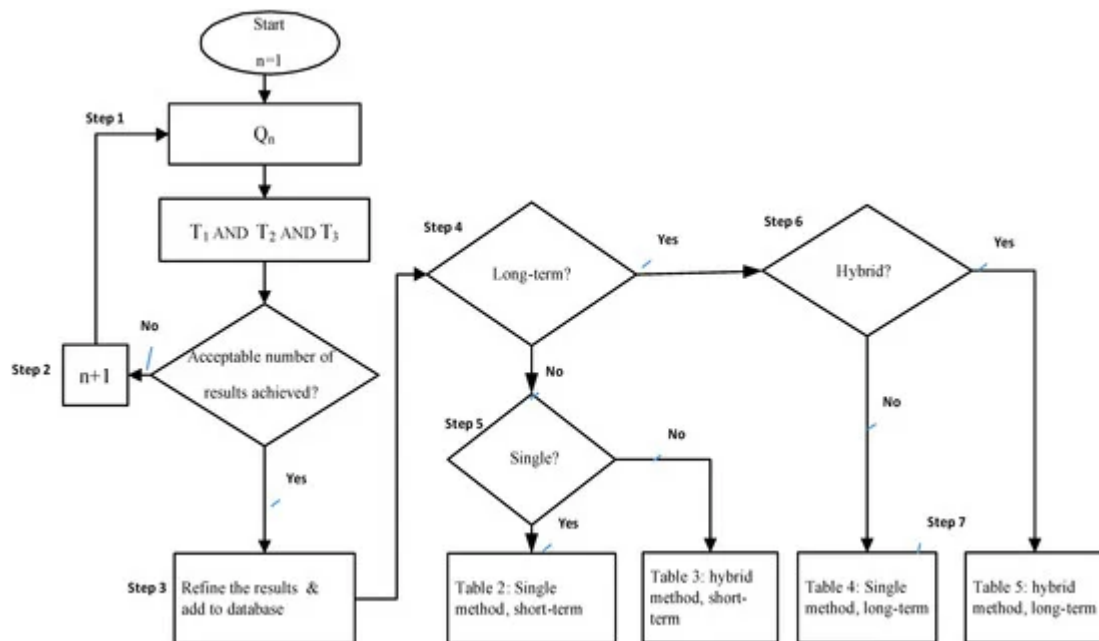 Start
n=1
Step 1
Qn
T1 AND T2 AND T3
No
Step 2
n+1
Acceptable number of
results achieved?
Yes
Step 3
Refine the results &
add to database
Step 4
Long-term?
Yes
No
Step 5
Single?
No
Yes
Table 2: Single
method, short-term
Table 3: hybrid
method, short-
term
Step 6
Hybrid?
Yes
No
Step 7
Table 4: Single
method, long-term
Table 5: hybrid
method, long-term